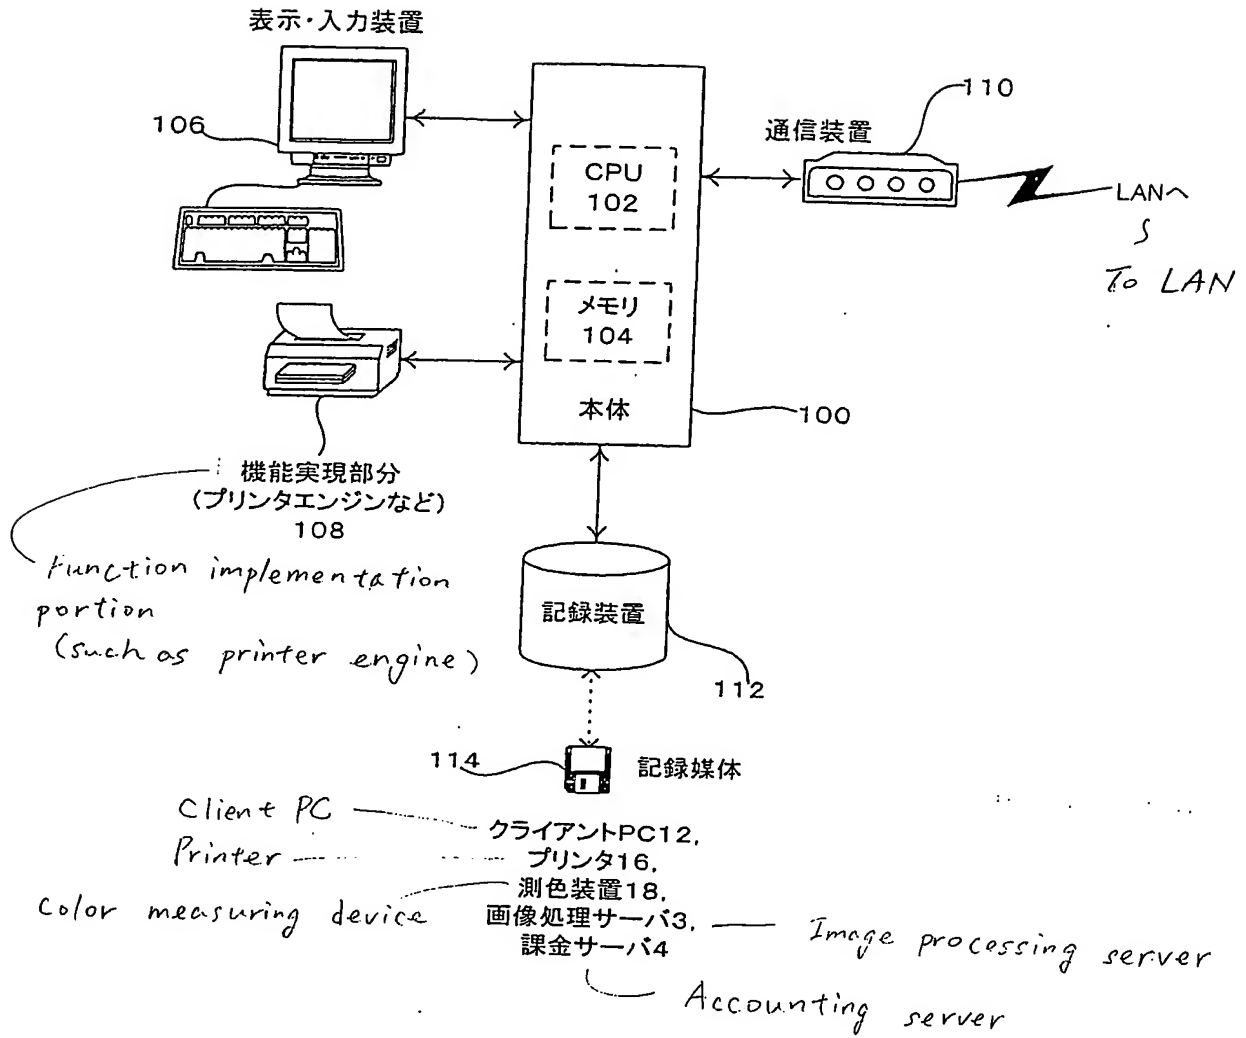 表示・入力装置
110
106
通信装置
CPU
102
LANへ
To LAN
メモリ
104
本体
100
機能実現部分
（プリンタエンジンなど）
108
Function implementation
portion
(such as printer engine)
記録装置
112
114
記録媒体
Client PC
クライアントPC12,
Printer
プリンタ16,
測色装置18,
Color measuring device
画像処理サーバ3,
Image processing server
課金サーバ4
Accounting server